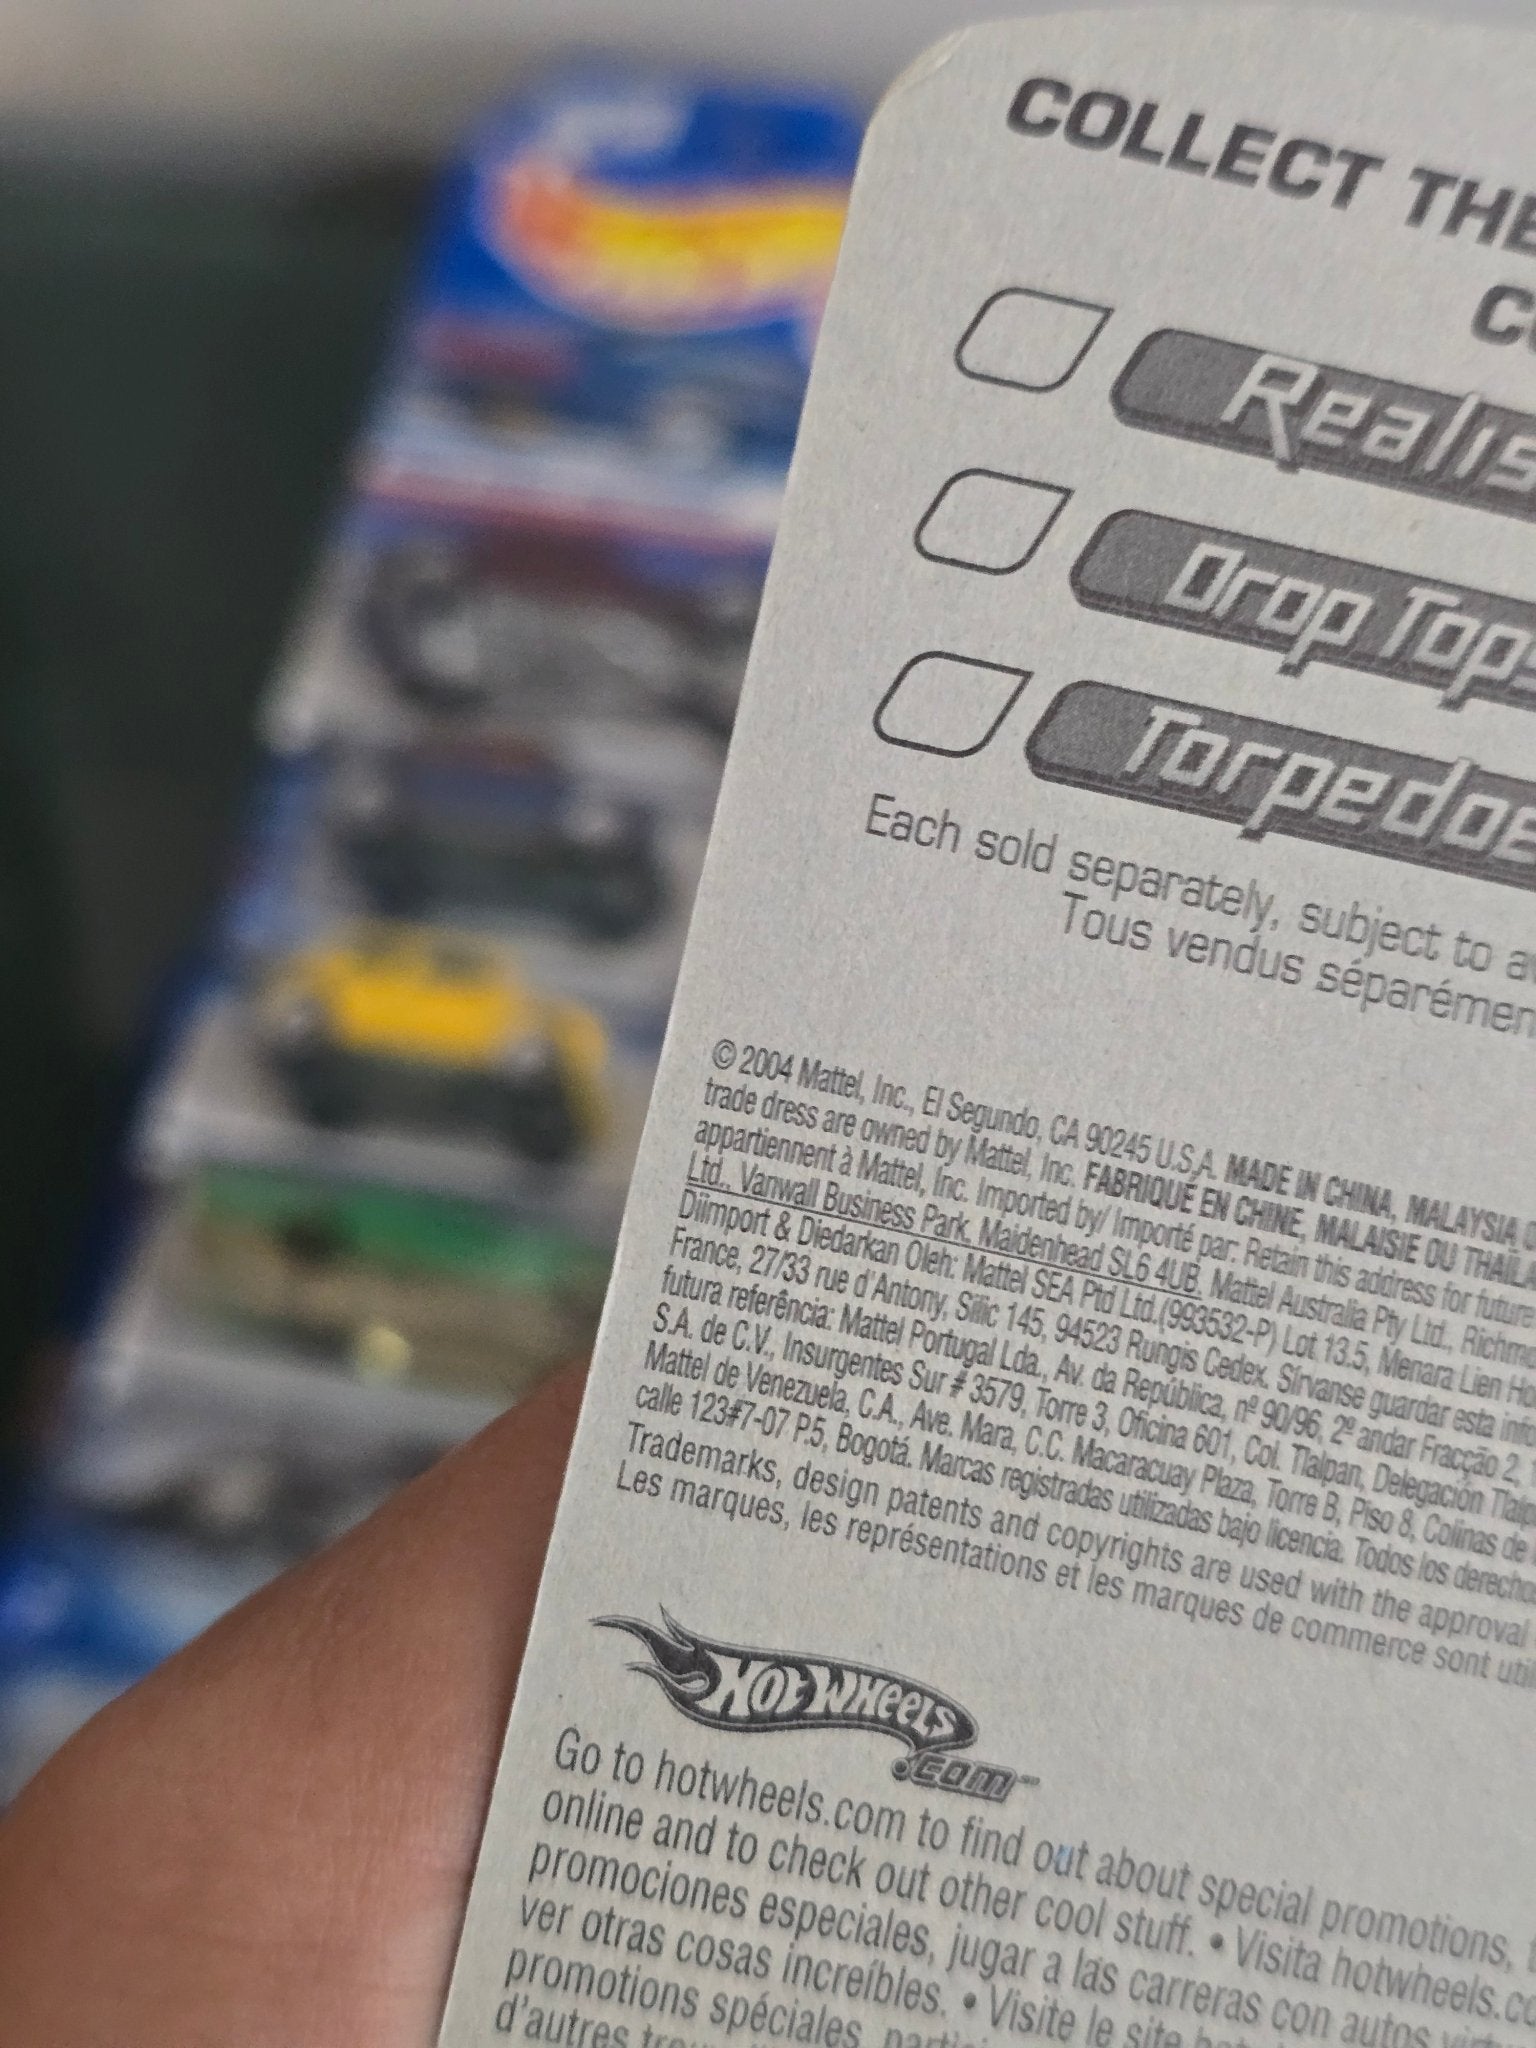 COLLECT THE
Realis
Drop Tops
Torpedoe
Each sold separately, subject to av
Tous vendus séparémen
© 2004 Mattel, Inc., El Segundo, CA 90245 U.S.A. MADE IN CHINA, MALAYSIA O
trade dress are owned by Mattel, Inc. FABRIQUÉ EN CHINE, MALAISIE OU THAÏLA
appartiennent à Mattel, Inc. Imported by/ Importé par: Retain this address for future
Ltd., Vanwall Business Park, Maidenhead SL6 4UB. Mattel Australia Pty Ltd., Richmo
Diimport & Diedarkan Oleh: Mattel SEA Ptd Ltd.(993532-P) Lot 13.5, Menara Lien Ho
France, 27/33 rue d'Antony, Silic 145, 94523 Rungis Cedex. Sírvanse guardar esta info
futura referência: Mattel Portugal Lda., Av. da República, nº 90/96, 2º andar Fracção 2,
S.A. de C.V., Insurgentes Sur # 3579, Torre 3, Oficina 601, Col. Tlalpan, Delegación Tlalp
Mattel de Venezuela, C.A., Ave. Mara, C.C. Macaracuay Plaza, Torre B, Piso 8, Colinas de
calle 123#7-07 P.5, Bogotá. Marcas registradas utilizadas bajo licencia. Todos los derecho
Trademarks, design patents and copyrights are used with the approval
Les marques, les représentations et les marques de commerce sont util
HOT WHEELS
.com
Go to hotwheels.com to find out about special promotions,
online and to check out other cool stuff. • Visita hotwheels.co
promociones especiales, jugar a las carreras con autos virtu
ver otras cosas increíbles. • Visite le site
promotions spéciales,
d'autres